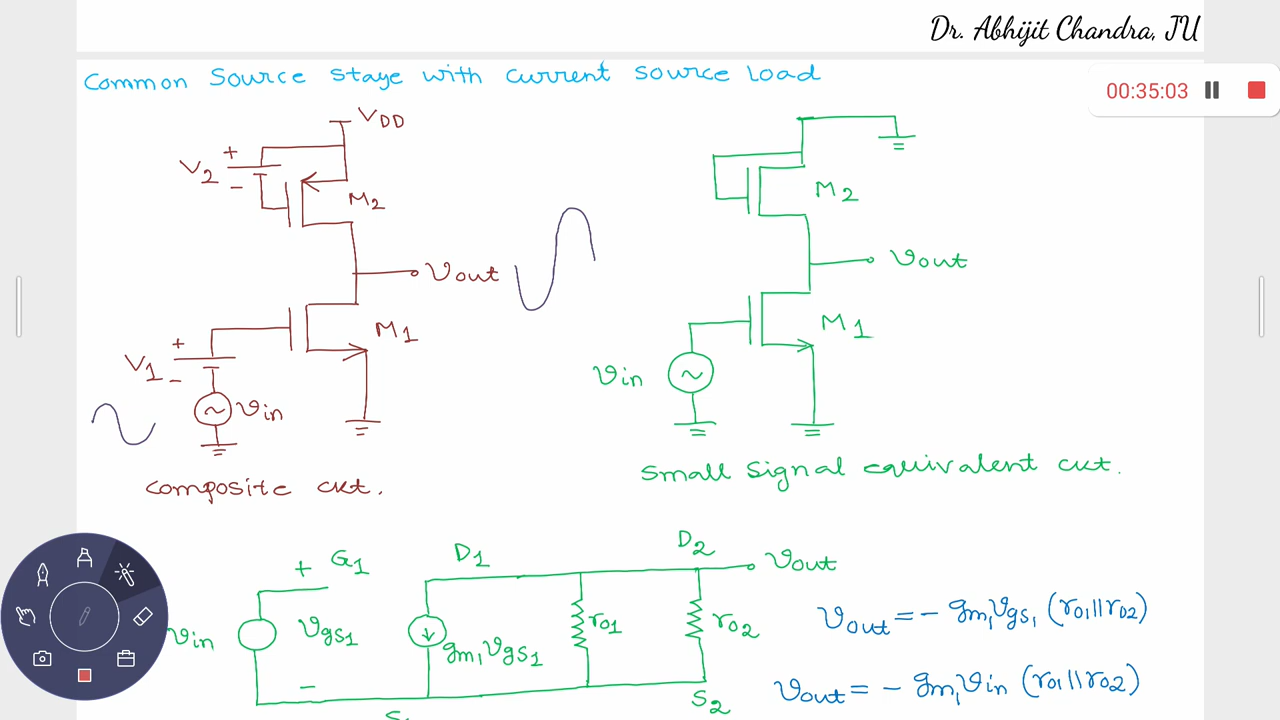 Dr. Abhijit Chandra, JU
Common Source Stage with current source load
00:35:03
VDD
V2
+
-
M2
Vout
M1
V1
+
-
Vin
composite ckt.
M2
Vout
M1
Vin
Small Signal equivalent ckt.
+ G1
D1
D2
Vout
Vin
Vgs1
gm1Vgs1
ro1
ro2
-
S2
Vout = - gm1Vgs1 (ro1||ro2)
Vout = - gm1Vin (ro1||ro2)